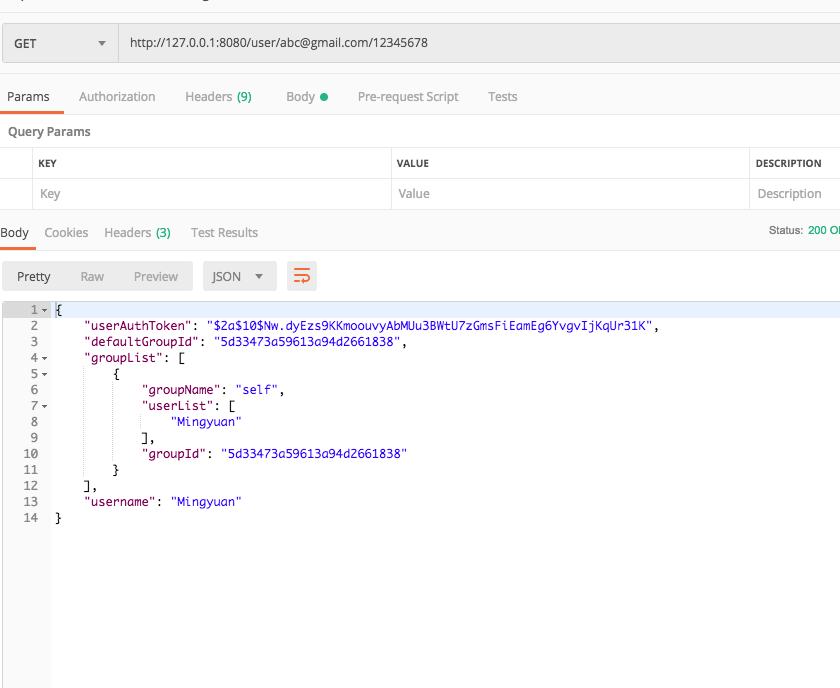 GET http://127.0.0.1:8080/user/abc@gmail.com/12345678
Params Authorization Headers (9) Body Pre-request Script Tests
Query Params
KEY VALUE DESCRIPTION
Key Value Description
Body Cookies Headers (3) Test Results Status: 200 O
Pretty Raw Preview JSON
1 {
2 "userAuthToken": "$2a$10$Nw.dyEzs9KKmoouvyAbMUu3BWtU7zGmsFiEamEg6YvgvIjKqUr31K",
3 "defaultGroupId": "5d33473a59613a94d2661838",
4 "groupList": [
5 {
6 "groupName": "self",
7 "userList": [
8 "Mingyuan"
9 ],
10 "groupId": "5d33473a59613a94d2661838"
11 }
12 ],
13 "username": "Mingyuan"
14 }